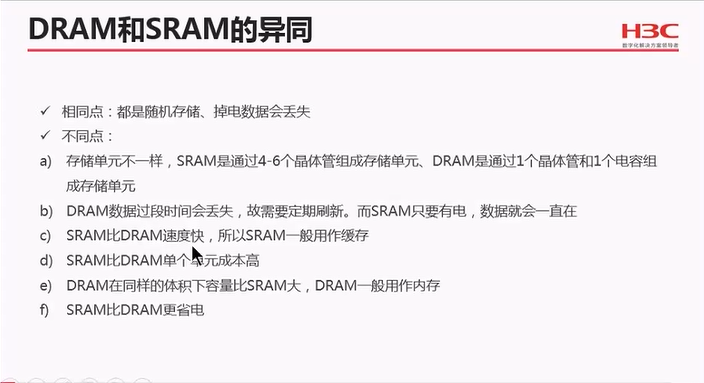 DRAM和SRAM的异同
H3C
数字化解决方案领导者
✓ 相同点：都是随机存储、掉电数据会丢失
✓ 不同点：
a) 存储单元不一样，SRAM是通过4-6个晶体管组成存储单元、DRAM是通过1个晶体管和1个电容组
成存储单元
b) DRAM数据过段时间会丢失，故需要定期刷新。而SRAM只要有电，数据就会一直在
c) SRAM比DRAM速度快，所以SRAM一般用作缓存
d) SRAM比DRAM单个单元成本高
e) DRAM在同样的体积下容量比SRAM大，DRAM一般用作内存
f) SRAM比DRAM更省电